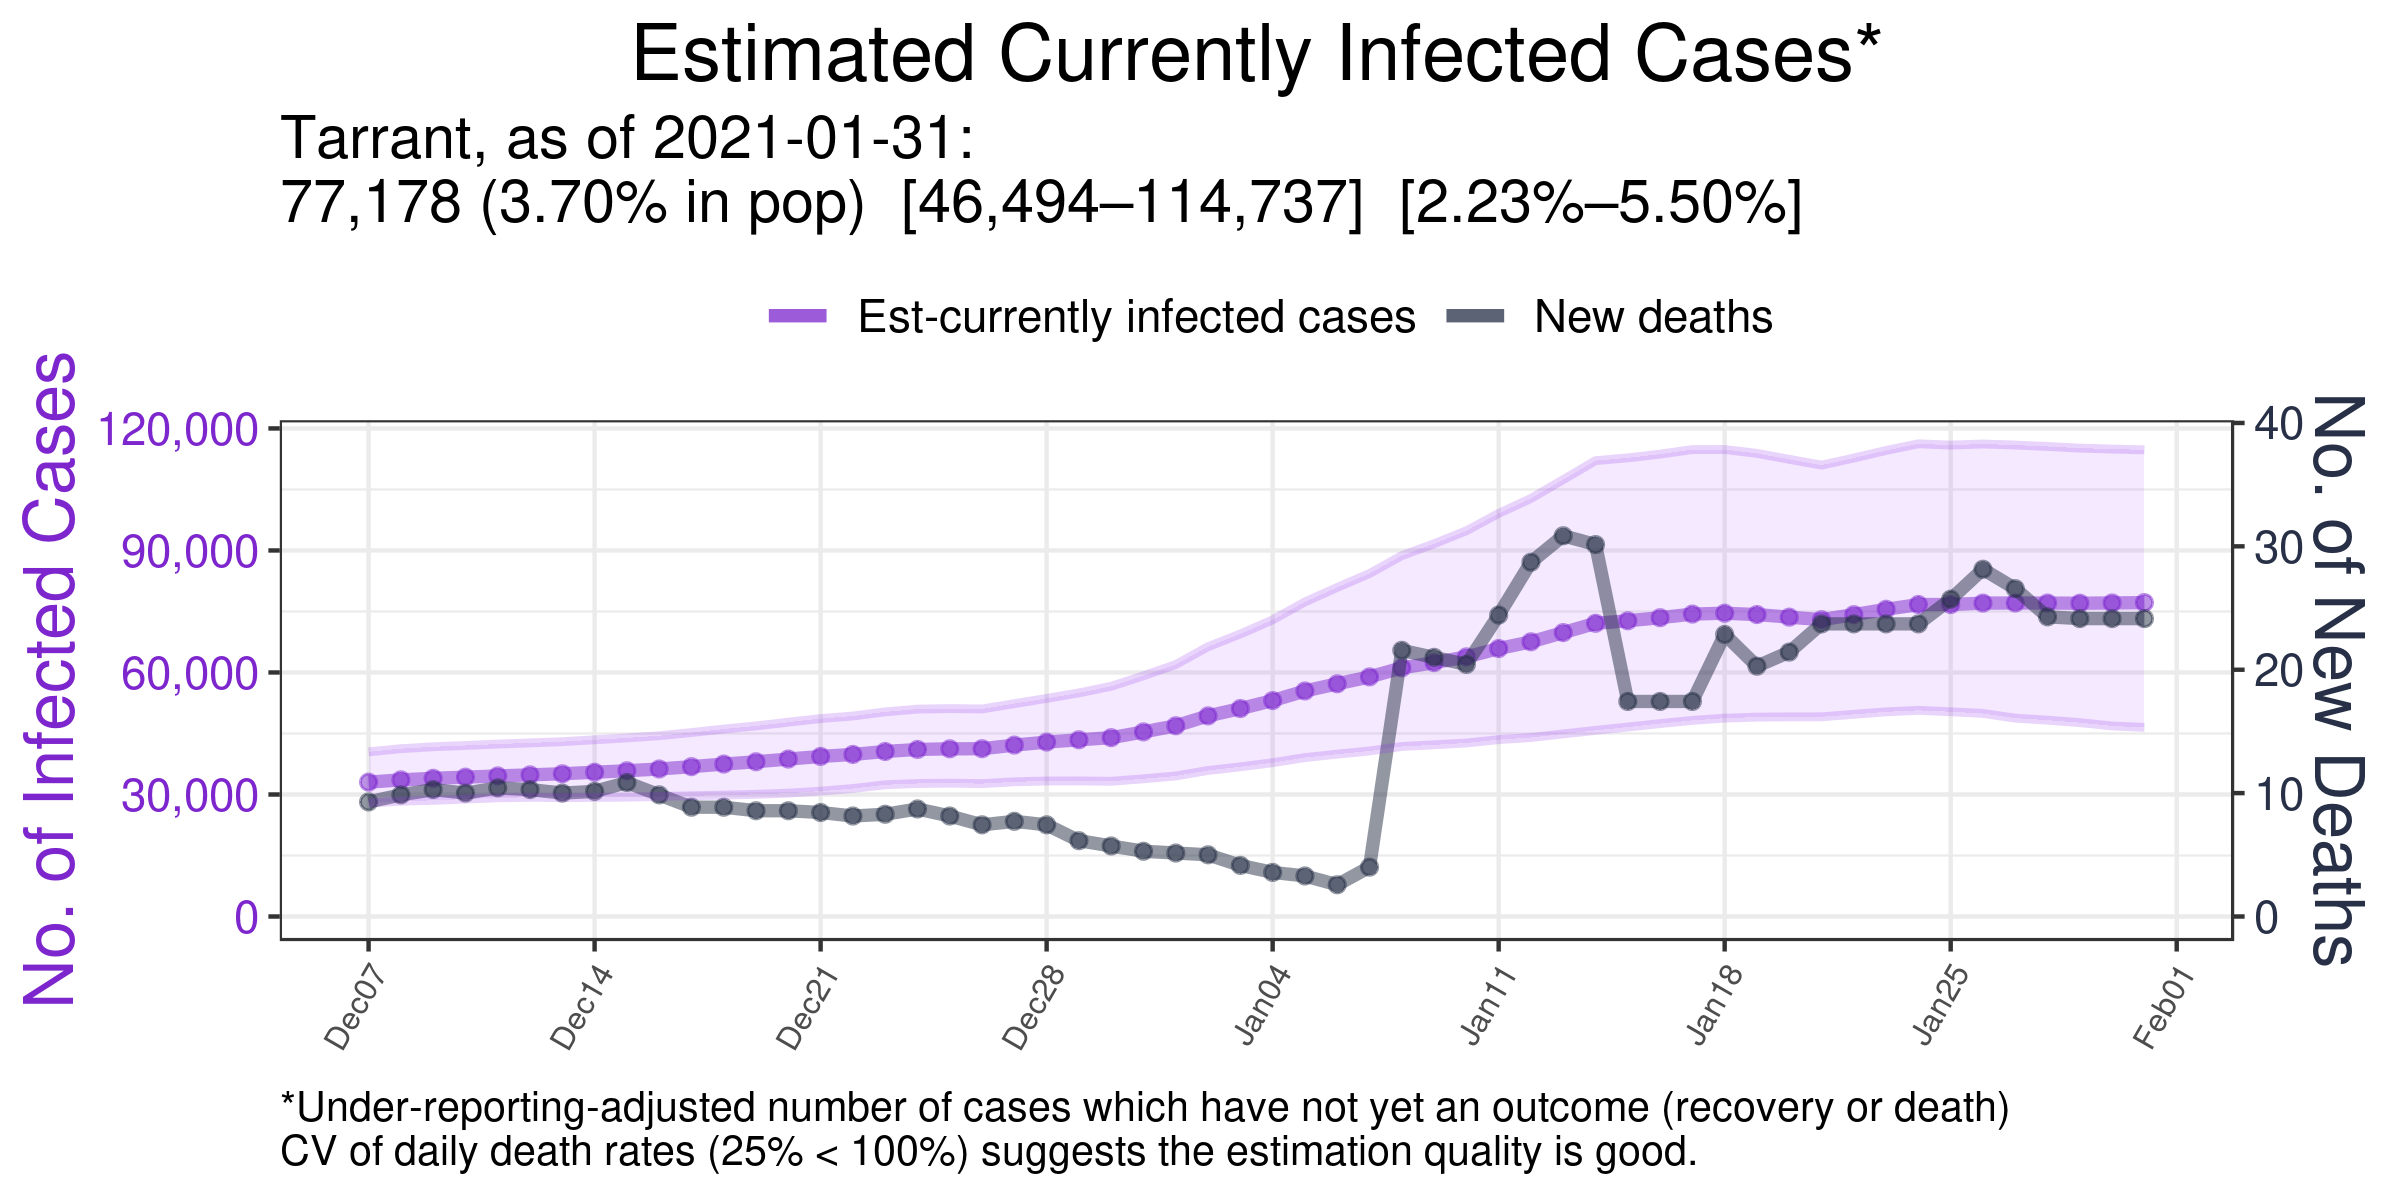 Estimated Currently Infected Cases*
Tarrant, as of 2021-01-31:
77,178 (3.70% in pop)  [46,494–114,737]  [2.23%–5.50%]
Est-currently infected cases
New deaths
No. of Infected Cases
120,000
90,000
60,000
30,000
0
40
30
20
10
0
No. of New Deaths
Dec07
Dec14
Dec21
Dec28
Jan04
Jan11
Jan18
Jan25
Feb01
*Under-reporting-adjusted number of cases which have not yet an outcome (recovery or death)
CV of daily death rates (25% < 100%) suggests the estimation quality is good.